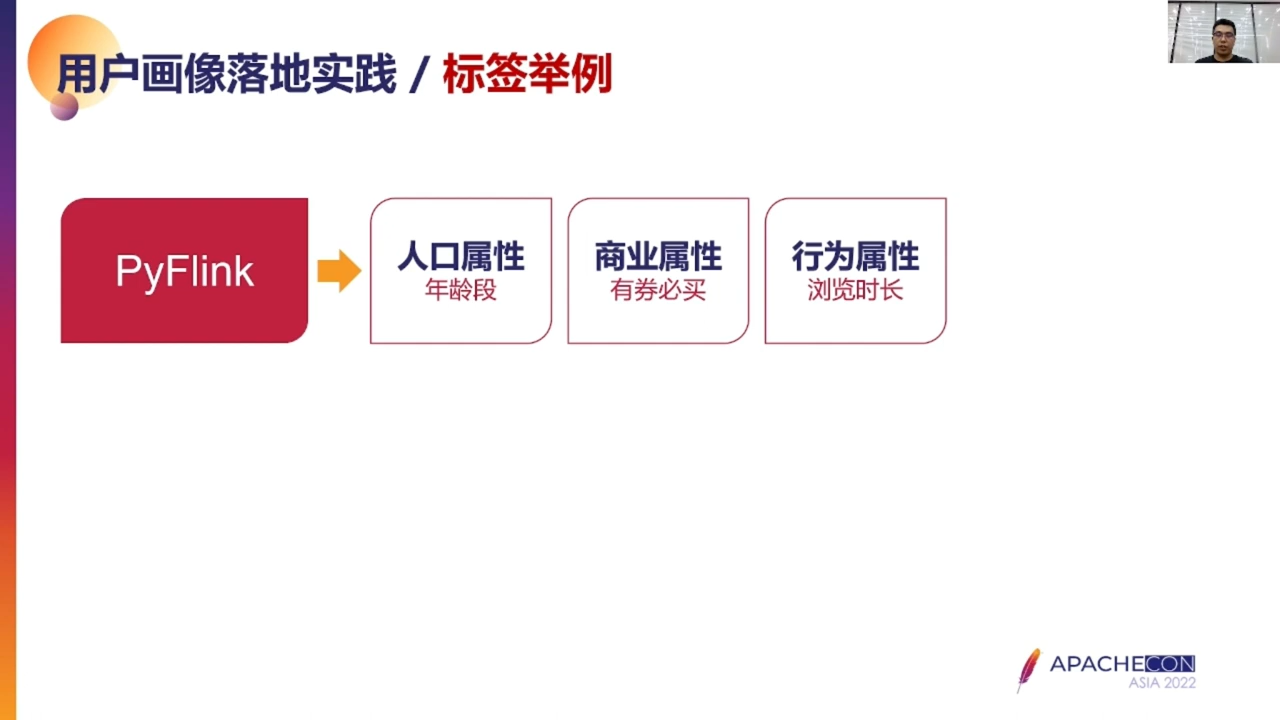 用户画像落地实践 / 标签举例
PyFlink
人口属性
年龄段
商业属性
有券必买
行为属性
浏览时长
APACHECON
ASIA 2022